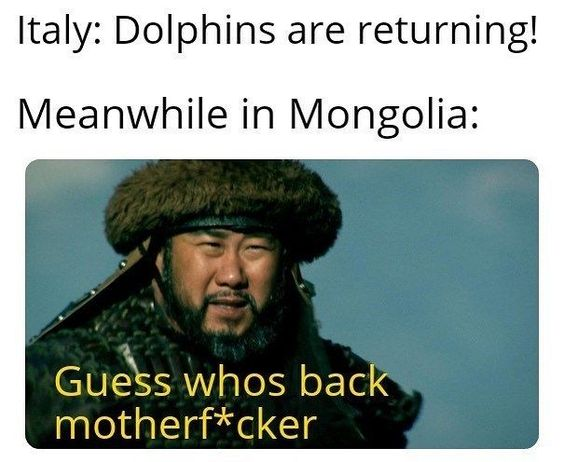 Italy: Dolphins are returning!
Meanwhile in Mongolia:
Guess whos back
motherf*cker